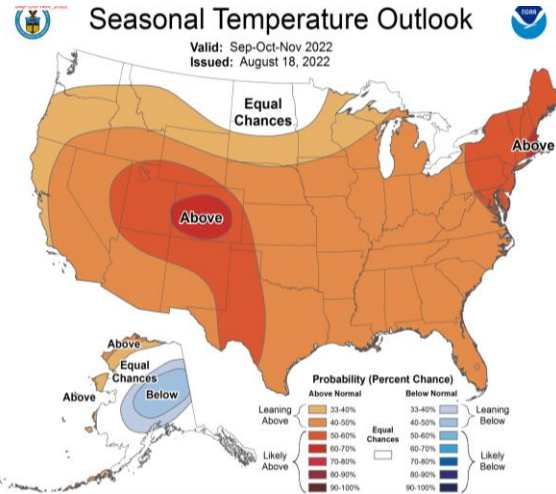 Seasonal Temperature Outlook
Valid: Sep-Oct-Nov 2022
Issued: August 18, 2022
NOAA
Equal
Chances
Above
Above
Above
Equal
Chances
Above
Below
Probability (Percent Chance)
Above Normal
Below Normal
Leaning
Above
33-40%
40-50%
Likely
Above
50-60%
60-70%
70-80%
80-90%
90-100%
Equal
Chances
33-40%
40-50%
Leaning
Below
50-60%
60-70%
70-80%
80-90%
90-100%
Likely
Below